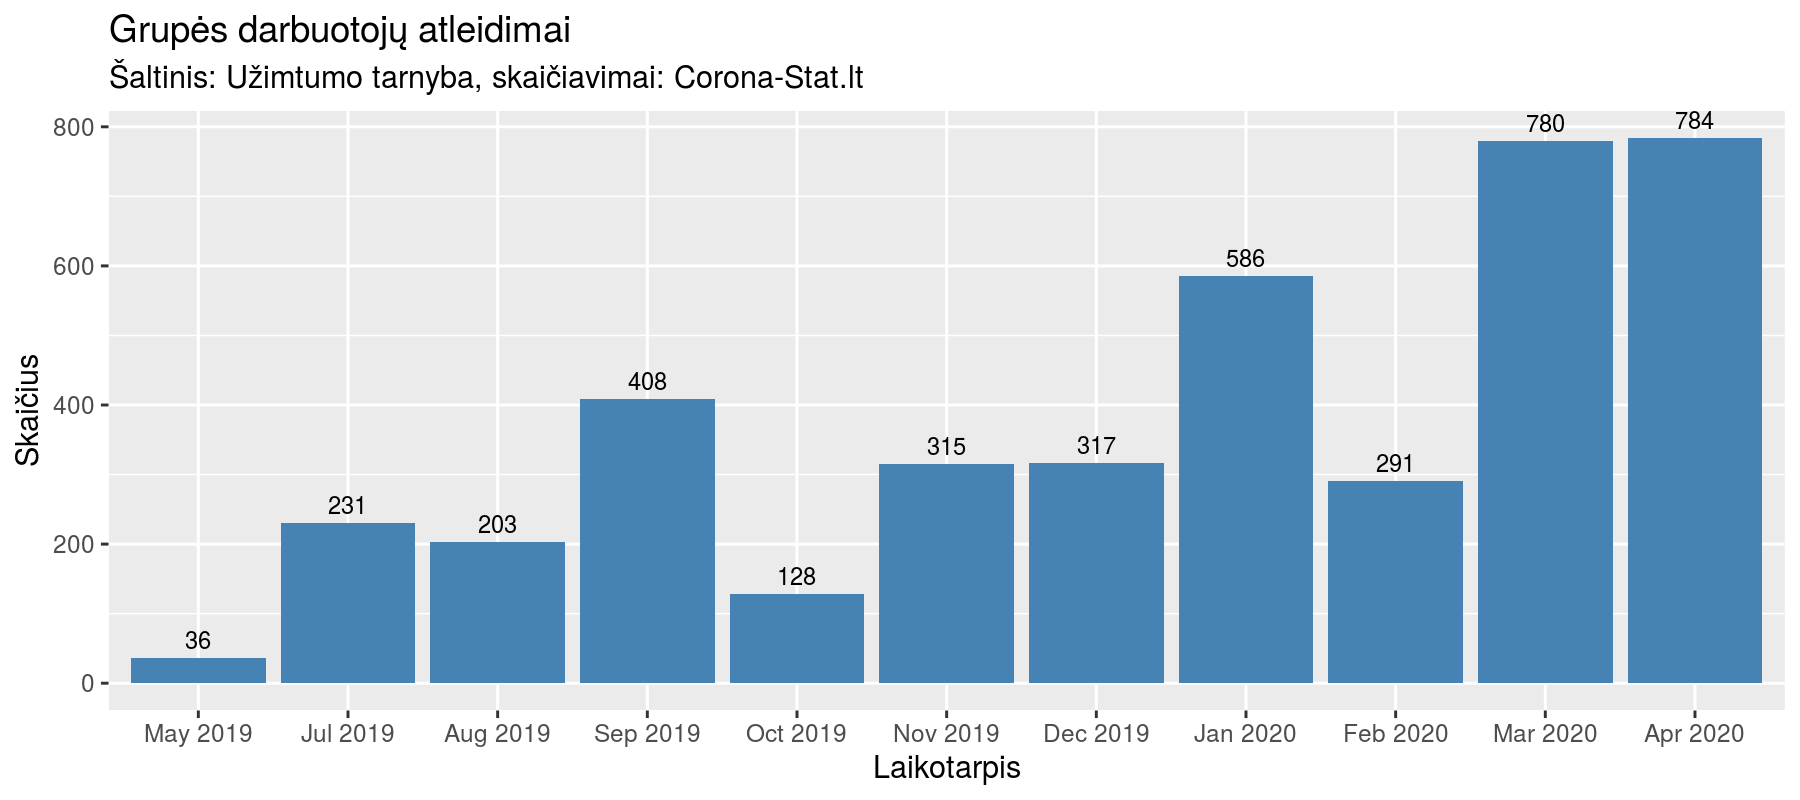 Grupės darbuotojų atleidimai
Šaltinis: Užimtumo tarnyba, skaičiavimai: Corona-Stat.lt
Skaičius
800
600
400
200
0
36
231
203
408
128
315
317
586
291
780
784
May 2019
Jul 2019
Aug 2019
Sep 2019
Oct 2019
Nov 2019
Dec 2019
Jan 2020
Feb 2020
Mar 2020
Apr 2020
Laikotarpis